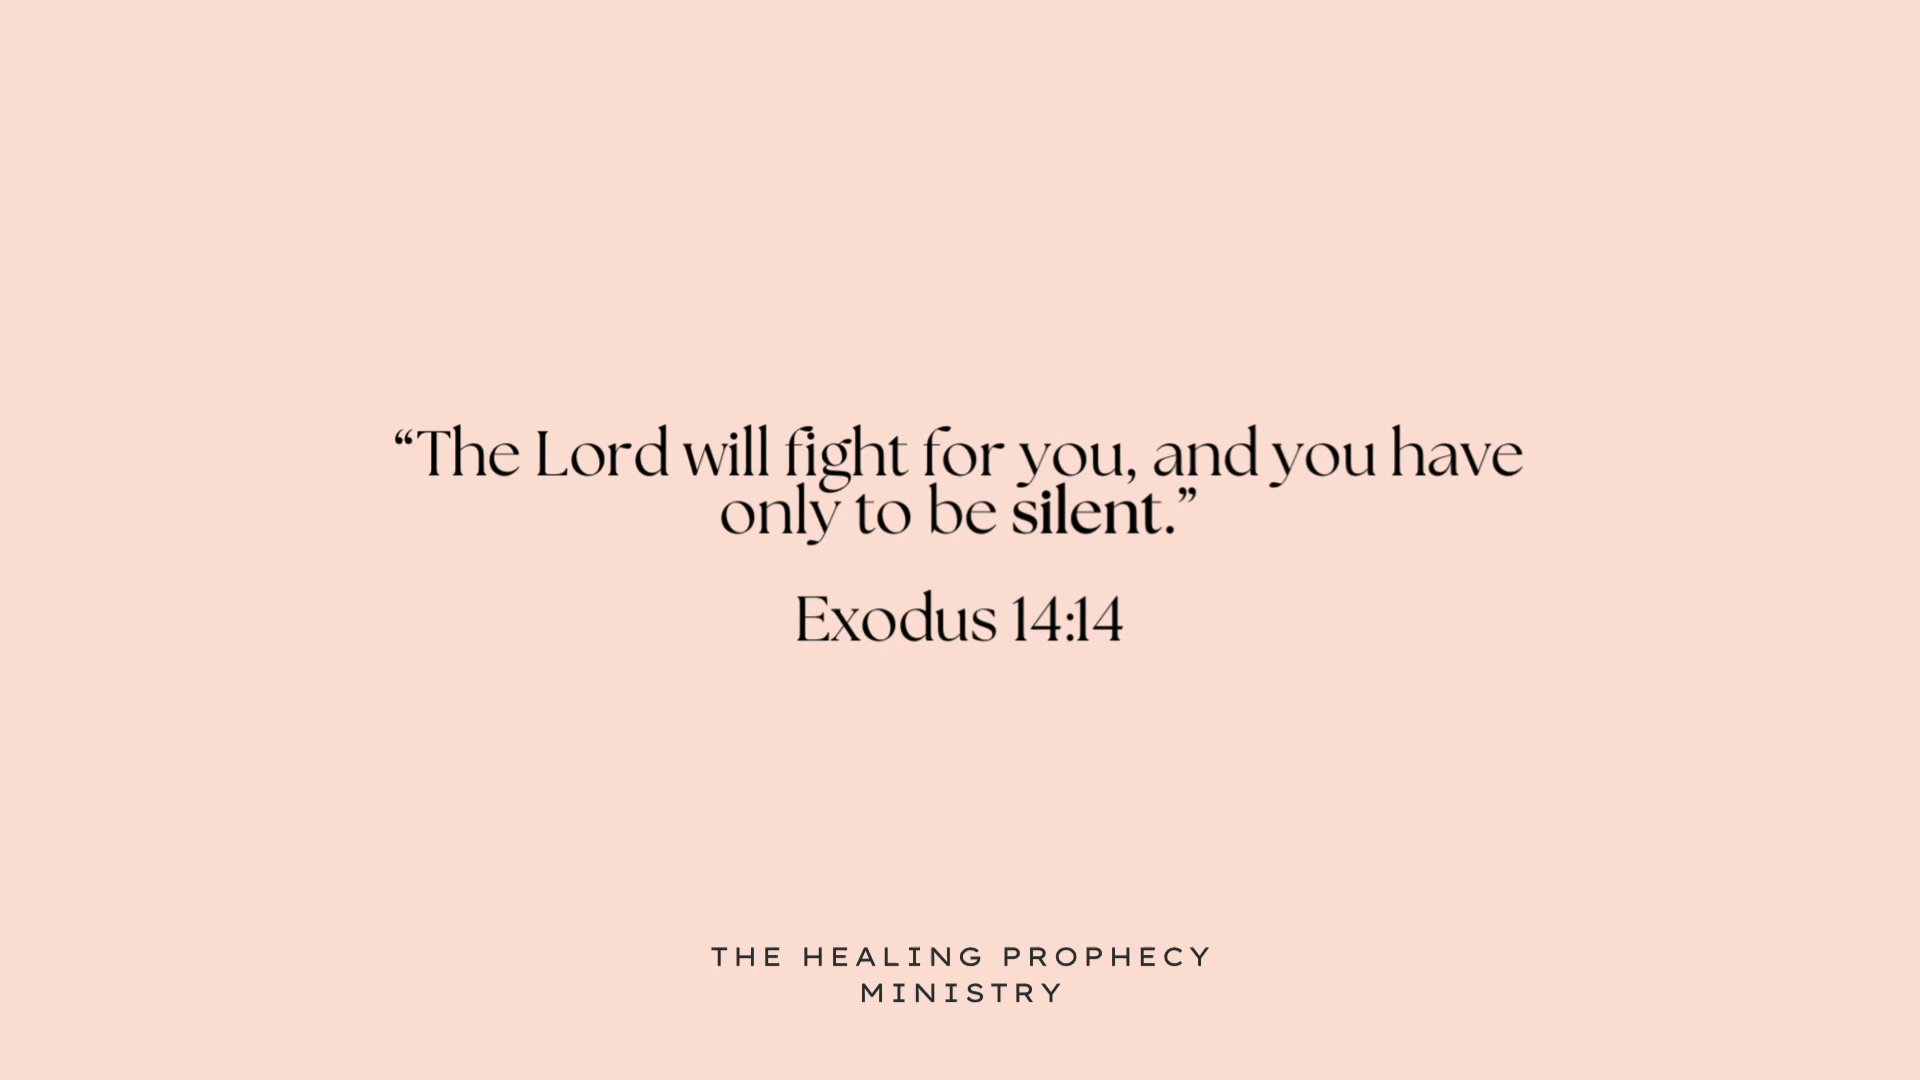 “The Lord will fight for you, and you have
only to be silent.”
Exodus 14:14
THE HEALING PROPHECY
MINISTRY